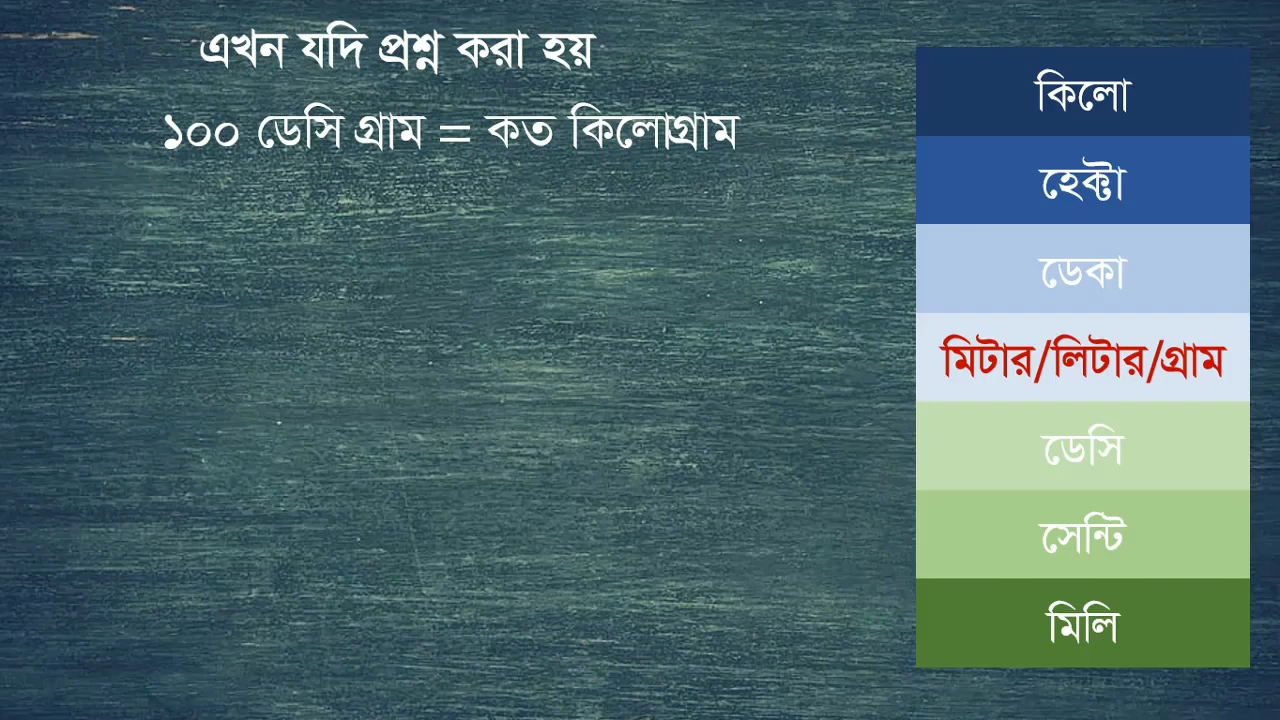 এখন যদি প্রশ্ন করা হয়
১০০ ডেসি গ্রাম = কত কিলোগ্রাম
কিলো
হেক্টা
ডেকা
মিটার/লিটার/গ্রাম
ডেসি
সেন্টি
মিলি